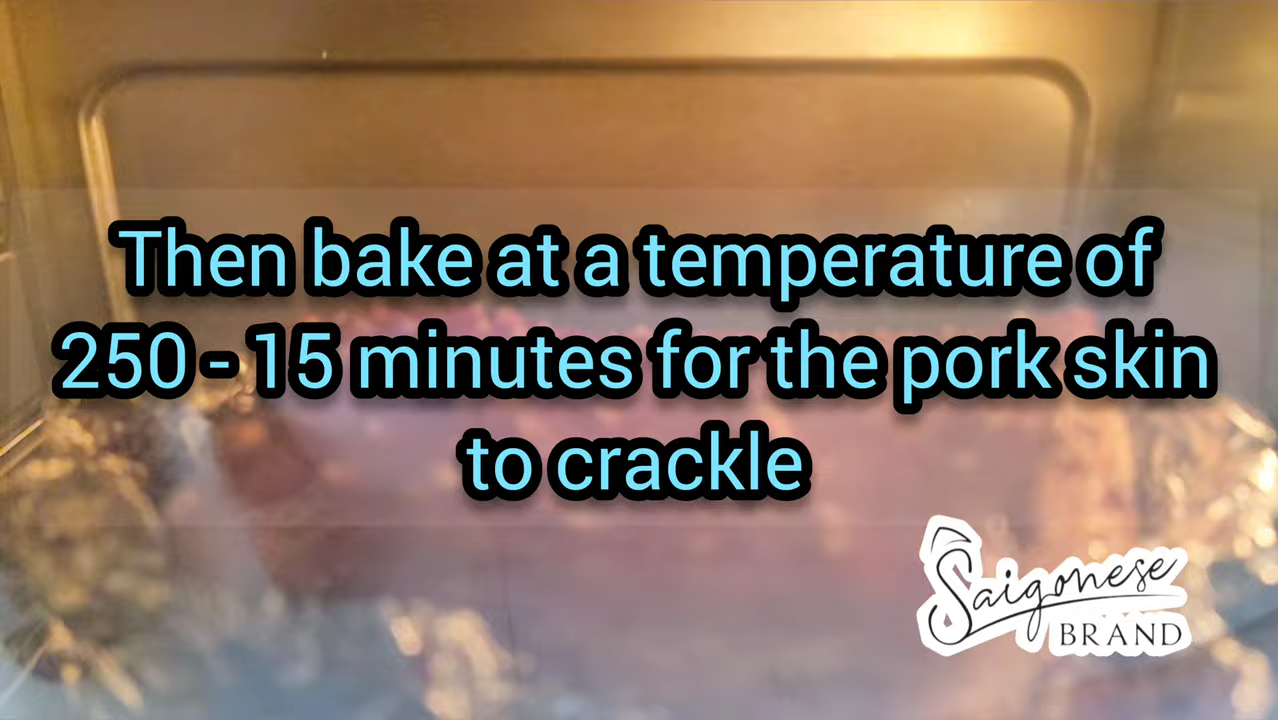 Then bake at a temperature of
250 - 15 minutes for the pork skin
to crackle
Saigonese
BRAND